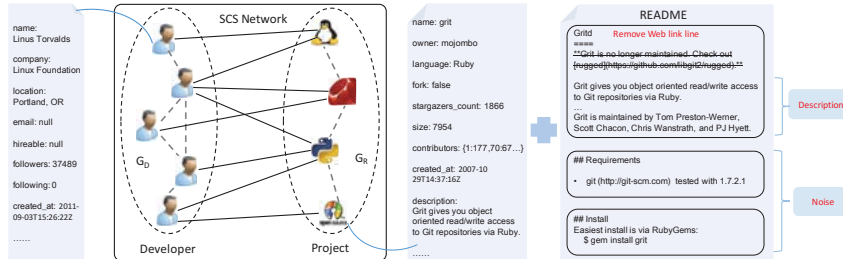 name:
Linus Torvalds
company:
Linux Foundation
location:
Portland, OR
email: null
hireable: null
followers: 37489
following: 0
created_at: 2011-
09-03T15:26:22Z
......
SCS Network
G_D
G_R
Developer
Project
name: grit
owner: mojombo
language: Ruby
fork: false
stargazers_count: 1866
size: 7954
contributors: {1:177,70:67...}
created_at: 2007-10
29T14:37:16Z
description:
Grit gives you object
oriented read/write access
to Git repositories via Ruby.
......
README
Gritd Remove Web link line
====
**Grit is no longer maintained. Check out
[rugged](https://github.com/libgit2/rugged).**
Grit gives you object oriented read/write access
to Git repositories via Ruby.
...
Grit is maintained by Tom Preston-Werner,
Scott Chacon, Chris Wanstrath, and PJ Hyett.
## Requirements
• git (http://git-scm.com) tested with 1.7.2.1
## Install
Easiest install is via RubyGems:
$ gem install grit
Description
Noise